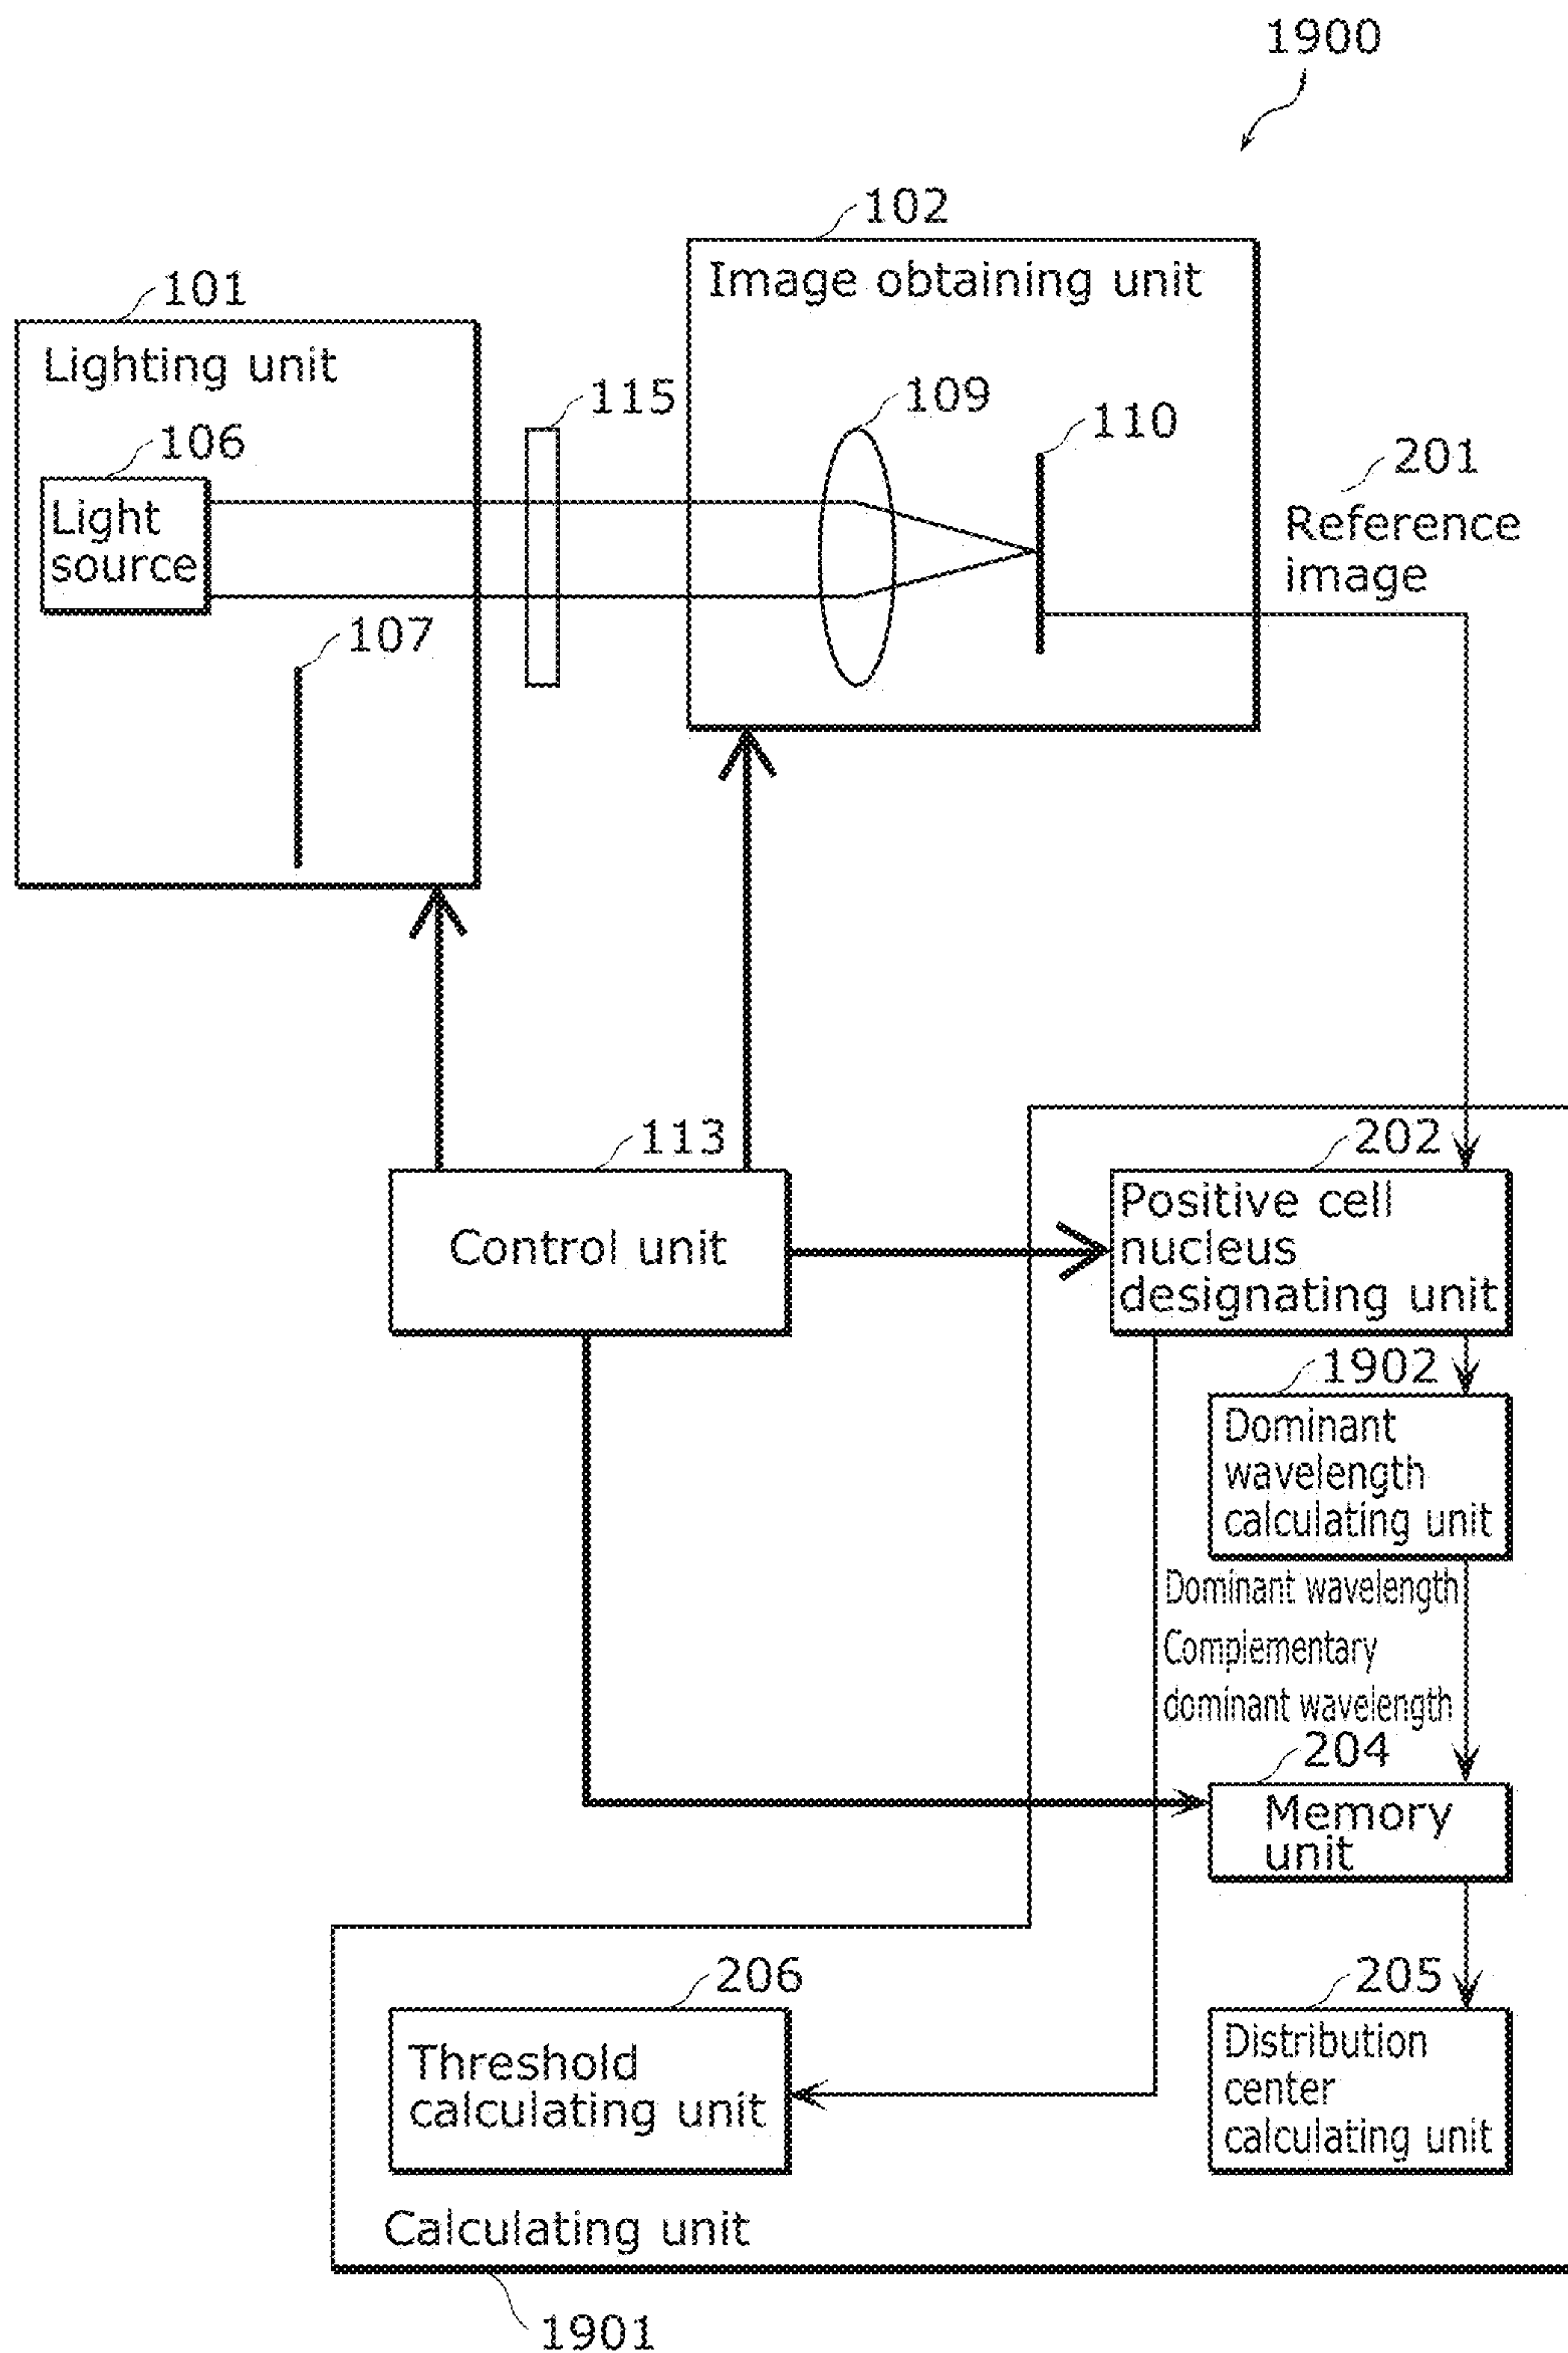 1900
102
Image obtaining unit
101
Lighting unit
115
109
110
106
Light
source
201
Reference
image
107
113
Control unit
202
Positive cell
nucleus
designating unit
1902
Dominant
wavelength
calculating unit
Dominant wavelength
Complementary
dominant wavelength
204
Memory
unit
206
Threshold
calculating unit
205
Distribution
center
calculating unit
Calculating unit
1901